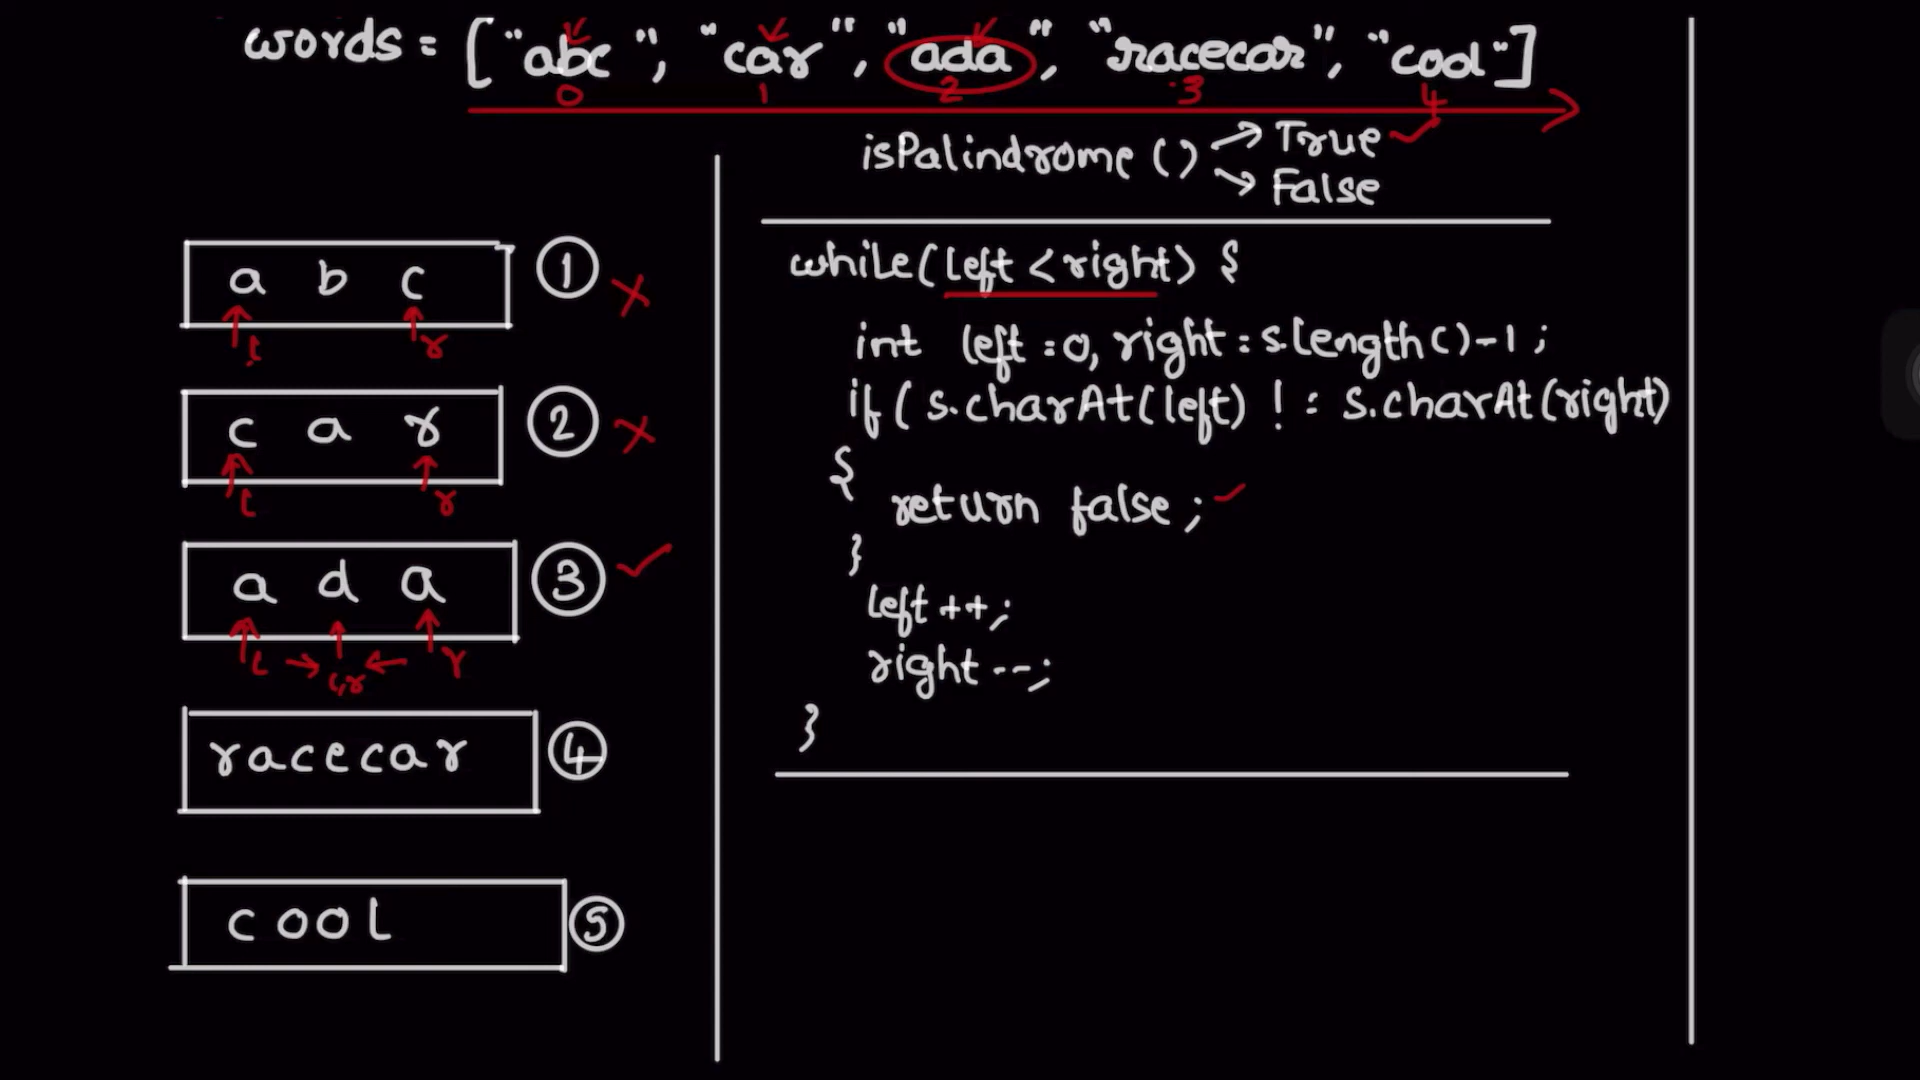 words = ["abc", "car", "ada", "racecar", "cool"]
0 1 2 3 4
isPalindrome () → True
→ False
a b c 1
l r
c a r 2
l r
a d a 3
l → l,r ← r
racecar 4
cool 5
while(left < right) {
int left = 0, right = s.length()-1;
if ( s.charAt(left) != s.charAt(right)
{
return false;
}
left ++;
right --;
}